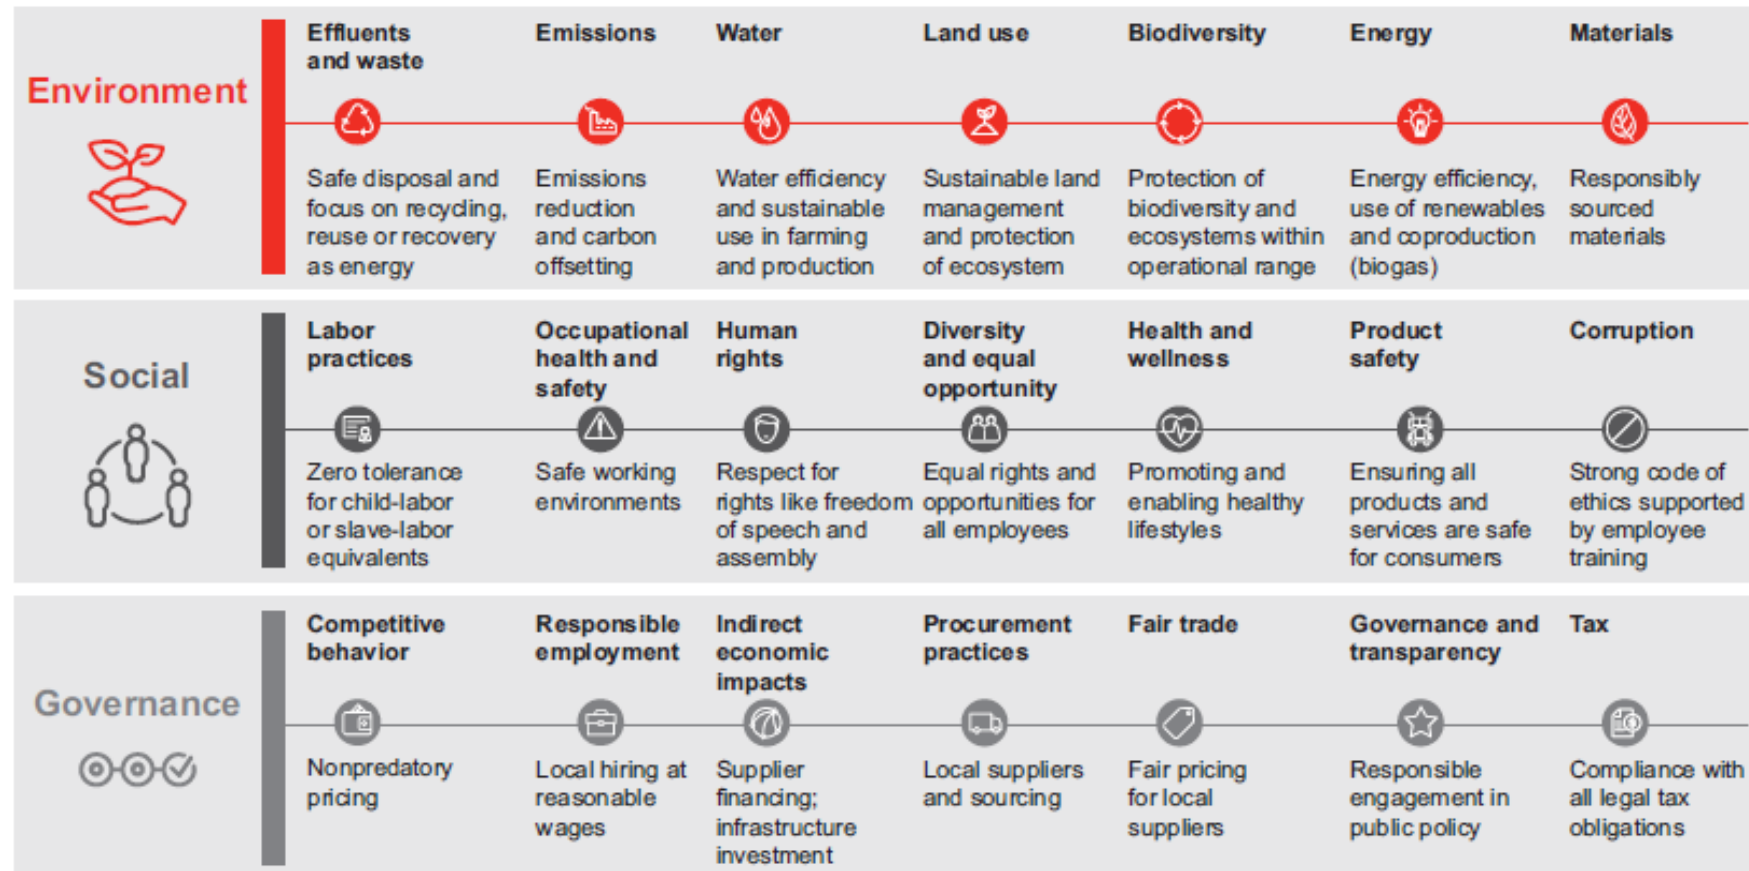 Environment
Effluents
and waste
Safe disposal and
focus on recycling,
reuse or recovery
as energy
Emissions
Emissions
reduction
and carbon
offsetting
Water
Water efficiency
and sustainable
use in farming
and production
Land use
Sustainable land
management
and protection
of ecosystem
Biodiversity
Protection of
biodiversity and
ecosystems within
operational range
Energy
Energy efficiency,
use of renewables
and coproduction
(biogas)
Materials
Responsibly
sourced
materials
Social
Labor
practices
Zero tolerance
for child-labor
or slave-labor
equivalents
Occupational
health and
safety
Safe working
environments
Human
rights
Respect for
rights like freedom
of speech and
assembly
Diversity
and equal
opportunity
Equal rights and
opportunities for
all employees
Health and
wellness
Promoting and
enabling healthy
lifestyles
Product
safety
Ensuring all
products and
services are safe
for consumers
Corruption
Strong code of
ethics supported
by employee
training
Governance
Competitive
behavior
Nonpredatory
pricing
Responsible
employment
Local hiring at
reasonable
wages
Indirect
economic
impacts
Supplier
financing;
infrastructure
investment
Procurement
practices
Local suppliers
and sourcing
Fair trade
Fair pricing
for local
suppliers
Governance and
transparency
Responsible
engagement in
public policy
Tax
Compliance with
all legal tax
obligations